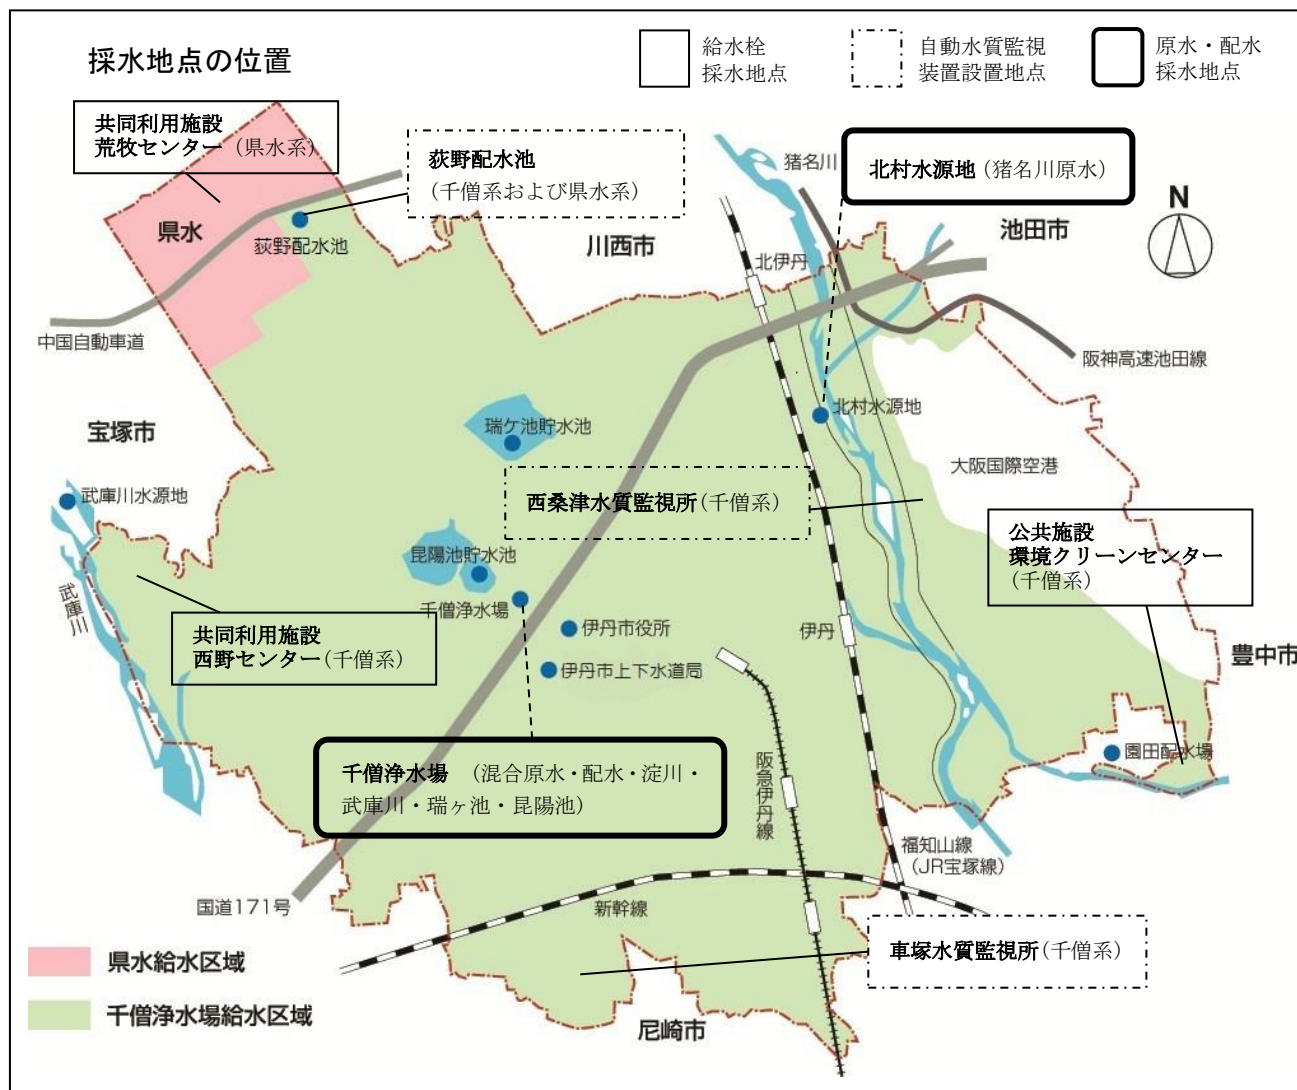 採水地点の位置
給水栓
採水地点
自動水質監視
装置設置地点
原水・配水
採水地点
共同利用施設
荒牧センター（県水系）
荻野配水池
（千僧系および県水系）
猪名川
北村水源地（猪名川原水）
N
県水
荻野配水池
川西市
池田市
北伊丹
中国自動車道
阪神高速池田線
宝塚市
瑞ケ池貯水池
北村水源地
大阪国際空港
武庫川水源地
西桑津水質監視所（千僧系）
公共施設
環境クリーンセンター
（千僧系）
昆陽池貯水池
武庫川
千僧浄水場
伊丹市役所
伊丹
共同利用施設
西野センター（千僧系）
伊丹市上下水道局
豊中市
園田配水場
千僧浄水場　（混合原水・配水・淀川・
武庫川・瑞ヶ池・昆陽池）
阪急伊丹線
福知山線
（JR宝塚線）
国道171号
新幹線
車塚水質監視所（千僧系）
県水給水区域
千僧浄水場給水区域
尼崎市